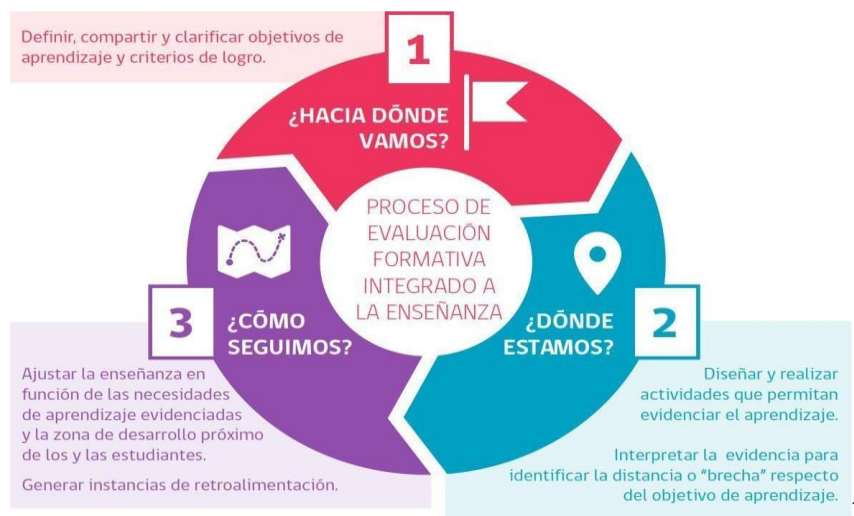 Definir, compartir y clarificar objetivos de
aprendizaje y criterios de logro.
1
¿HACIA DÓNDE
VAMOS?
PROCESO DE
EVALUACIÓN
FORMATIVA
INTEGRADO A
LA ENSEÑANZA
2
¿DÓNDE
ESTAMOS?
Diseñar y realizar
actividades que permitan
evidenciar el aprendizaje.
Interpretar la evidencia para
identificar la distancia o “brecha” respecto
del objetivo de aprendizaje.
3
¿CÓMO
SEGUIMOS?
Ajustar la enseñanza en
función de las necesidades
de aprendizaje evidenciadas
y la zona de desarrollo próximo
de los y las estudiantes.
Generar instancias de retroalimentación.